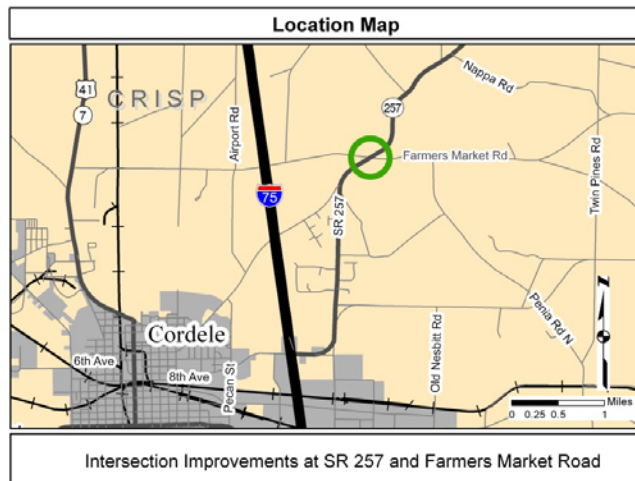 Location Map
41
7
CRISP
Airport Rd
75
257
Nappa Rd
Farmers Market Rd
SR 257
Twin Pines Rd
Cordele
6th Ave
8th Ave
Pecan St
Old Nesbitt Rd
Penia Rd N
N
Miles
0 0.25 0.5 1
Intersection Improvements at SR 257 and Farmers Market Road